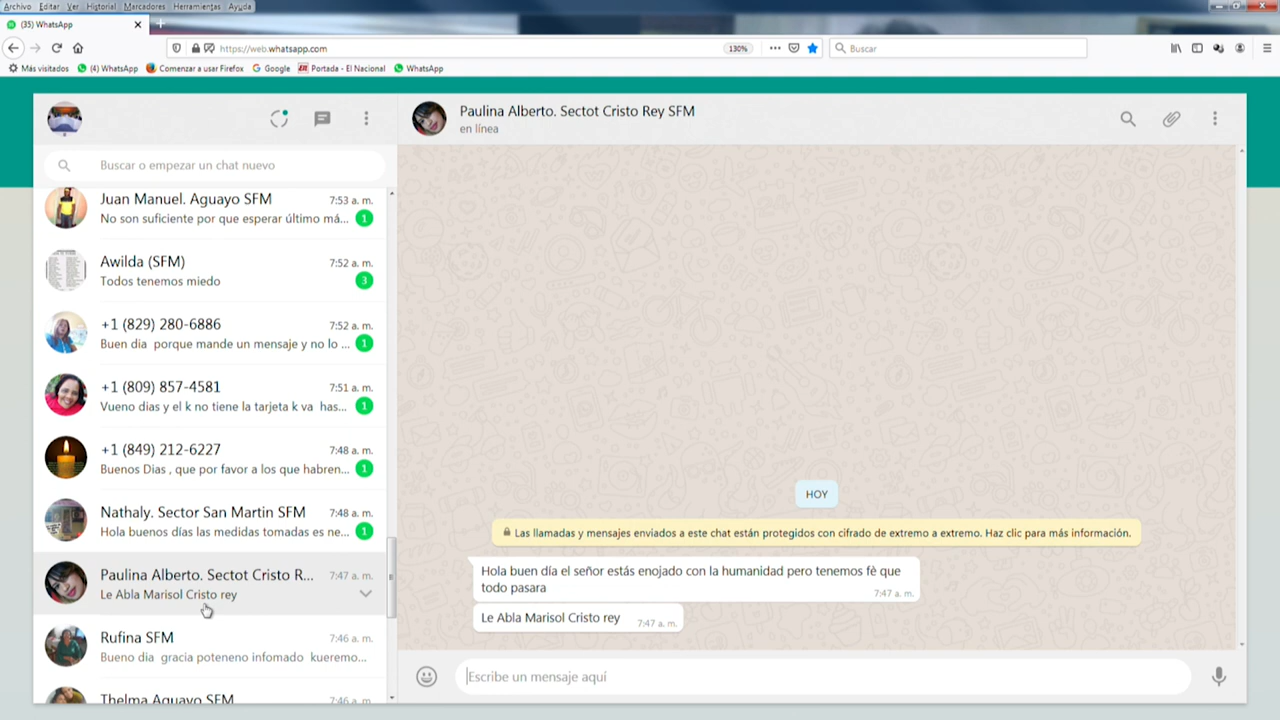 Archivo Editar Ver Historial Marcadores Herramientas Ayuda
(35) WhatsApp
https://web.whatsapp.com
130%
Buscar
Más visitados
(4) WhatsApp
Comenzar a usar Firefox
Google
Portada - El Nacional
WhatsApp
Buscar o empezar un chat nuevo
Juan Manuel. Aguayo SFM 7:53 a. m.
No son suficiente por que esperar último má... 1
Awilda (SFM) 7:52 a. m.
Todos tenemos miedo 3
+1 (829) 280-6886 7:52 a. m.
Buen dia porque mande un mensaje y no lo ... 1
+1 (809) 857-4581 7:51 a. m.
Vueno dias y el k no tiene la tarjeta k va has... 1
+1 (849) 212-6227 7:48 a. m.
Buenos Dias , que por favor a los que habren... 1
Nathaly. Sector San Martin SFM 7:48 a. m.
Hola buenos días las medidas tomadas es ne... 1
Paulina Alberto. Sectot Cristo R... 7:47 a. m.
Le Abla Marisol Cristo rey
Rufina SFM 7:46 a. m.
Bueno dia gracia poteneno infomado kueremo...
Thelma Aguayo SFM 7:46 a. m.
Paulina Alberto. Sectot Cristo Rey SFM
en línea
HOY
Las llamadas y mensajes enviados a este chat están protegidos con cifrado de extremo a extremo. Haz clic para más información.
Hola buen día el señor estás enojado con la humanidad pero tenemos fè que
todo pasara
7:47 a. m.
Le Abla Marisol Cristo rey 7:47 a. m.
Escribe un mensaje aquí